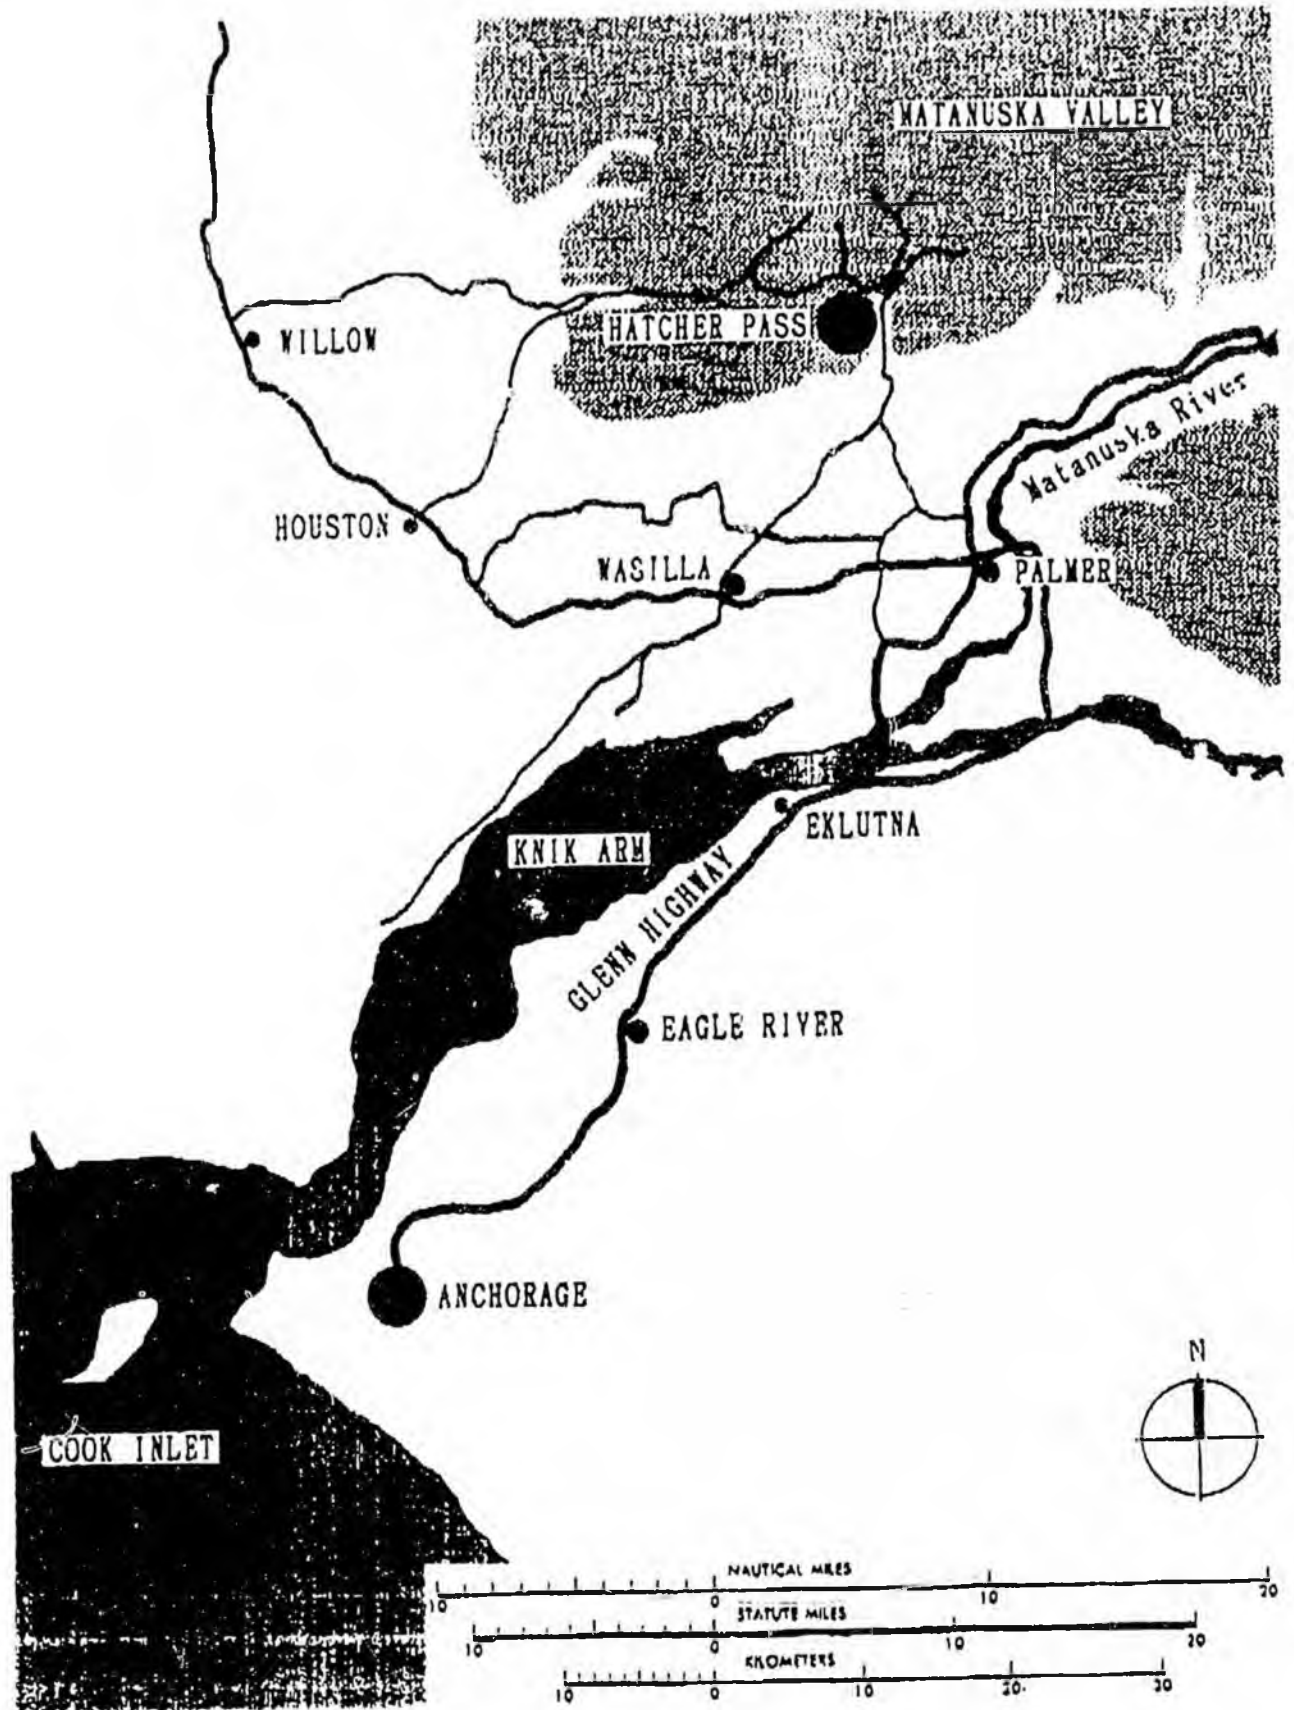 MATANUSKA VALLEY
HATCHER PASS
WILLOW
Matanuska River
HOUSTON
WASILLA
PALMER
EKLUTNA
KNIK ARM
GLENN HIGHWAY
EAGLE RIVER
ANCHORAGE
N
COOK INLET
NAUTICAL MILES
10 0 10 20
STATUTE MILES
10 0 10 20
KILOMETERS
10 0 10 20 30